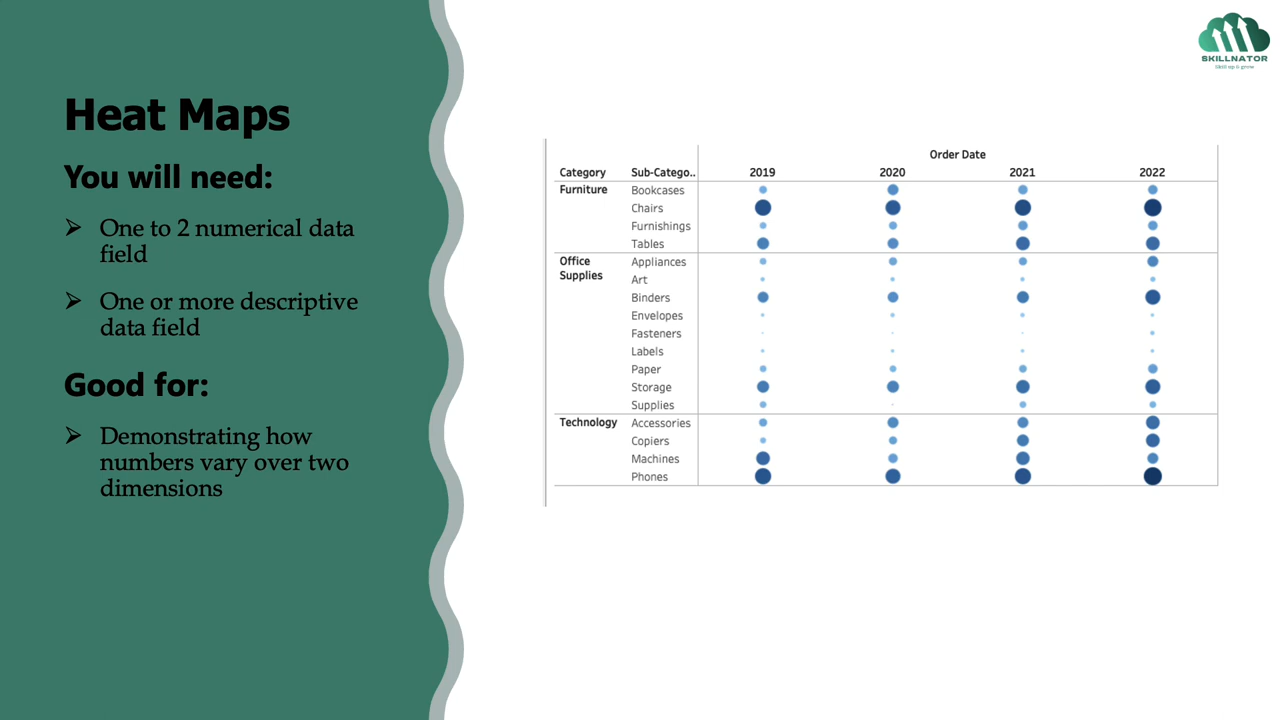 SKILLNATOR
Skill up & grow
Heat Maps
You will need:
One to 2 numerical data
field
One or more descriptive
data field
Good for:
Demonstrating how
numbers vary over two
dimensions
Order Date
Category Sub-Catego.. 2019 2020 2021 2022
Furniture Bookcases
Chairs
Furnishings
Tables
Office Appliances
Supplies
Art
Binders
Envelopes
Fasteners
Labels
Paper
Storage
Supplies
Technology Accessories
Copiers
Machines
Phones